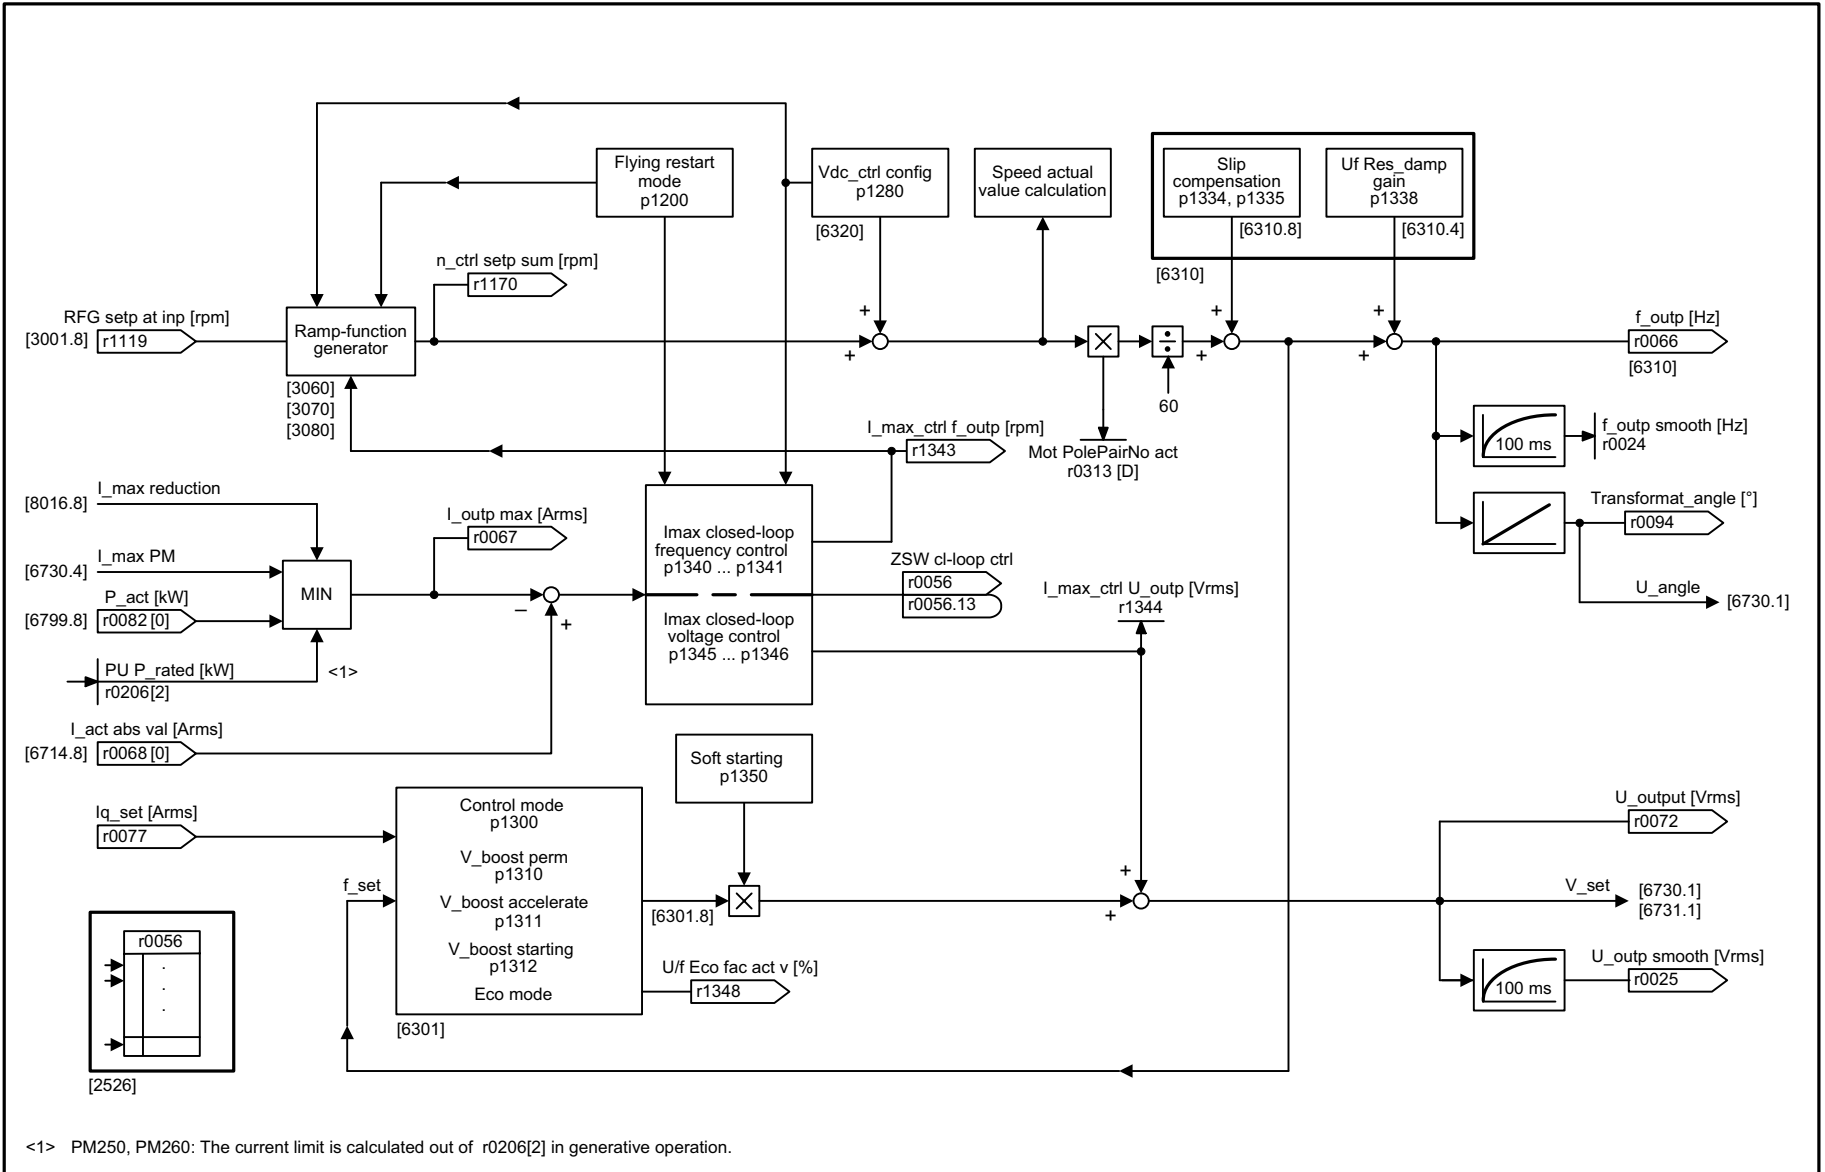 Flying restart
mode
p1200
Vdc_ctrl config
p1280
[6320]
Speed actual
value calculation
Slip
compensation
p1334, p1335
[6310.8]
Uf Res_damp
gain
p1338
[6310.4]
[6310]
n_ctrl setp sum [rpm]
r1170
RFG setp at inp [rpm]
[3001.8]
r1119
Ramp-function
generator
[3060]
[3070]
[3080]
+
+
+
+
+
+
60
Mot PolePairNo act
r0313 [D]
f_outp [Hz]
r0066
[6310]
100 ms
f_outp smooth [Hz]
r0024
Transformat_angle [°]
r0094
U_angle
[6730.1]
I_max_ctrl f_outp [rpm]
r1343
I_max reduction
[8016.8]
I_max PM
[6730.4]
P_act [kW]
[6799.8]
r0082 [0]
PU P_rated [kW]
r0206[2]
<1>
MIN
I_outp max [Arms]
r0067
–
+
I_act abs val [Arms]
[6714.8]
r0068 [0]
Imax closed-loop
frequency control
p1340 ... p1341
Imax closed-loop
voltage control
p1345 ... p1346
ZSW cl-loop ctrl
r0056
r0056.13
I_max_ctrl U_outp [Vrms]
r1344
Soft starting
p1350
Iq_set [Arms]
r0077
f_set
Control mode
p1300
V_boost perm
p1310
V_boost accelerate
p1311
V_boost starting
p1312
Eco mode
[6301]
[6301.8]
U/f Eco fac act v [%]
r1348
+
+
U_output [Vrms]
r0072
V_set
[6730.1]
[6731.1]
100 ms
U_outp smooth [Vrms]
r0025
r0056
.
.
.
[2526]
<1> PM250, PM260: The current limit is calculated out of r0206[2] in generative operation.